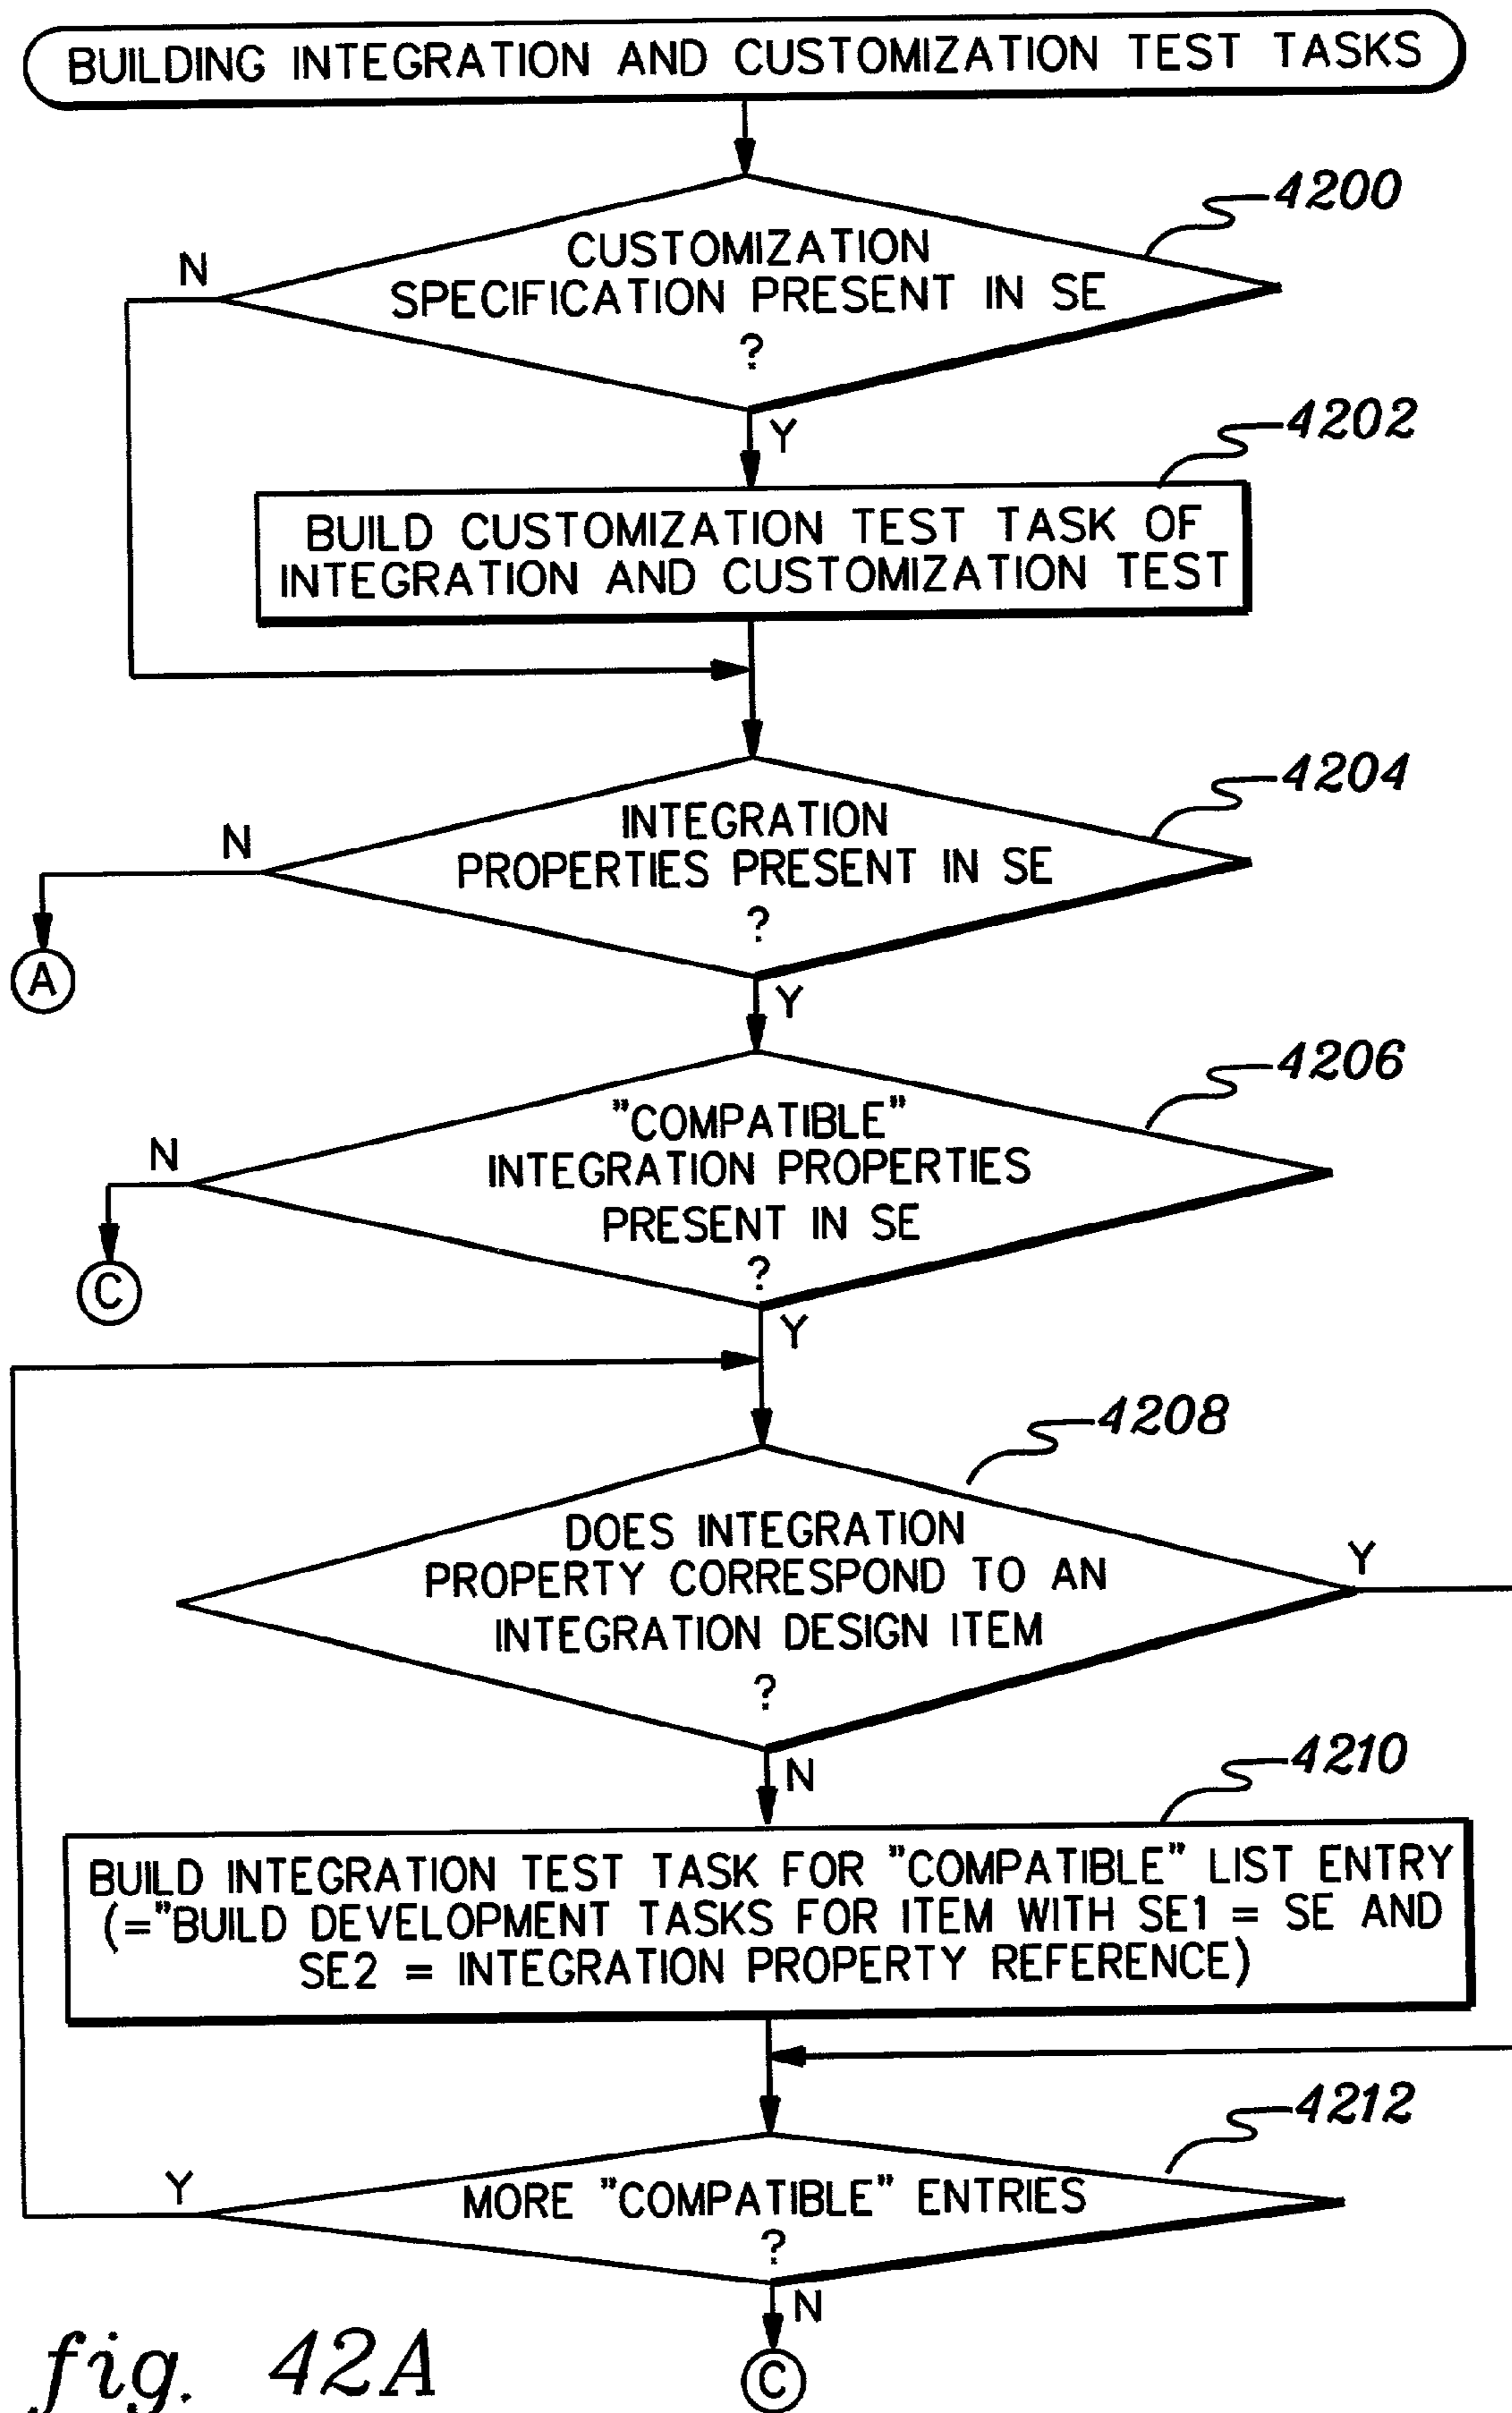 BUILDING INTEGRATION AND CUSTOMIZATION TEST TASKS
4200
N
CUSTOMIZATION
SPECIFICATION PRESENT IN SE
?
Y
4202
BUILD CUSTOMIZATION TEST TASK OF
INTEGRATION AND CUSTOMIZATION TEST
4204
N
INTEGRATION
PROPERTIES PRESENT IN SE
?
A
Y
4206
N
"COMPATIBLE"
INTEGRATION PROPERTIES
PRESENT IN SE
?
C
Y
4208
DOES INTEGRATION
PROPERTY CORRESPOND TO AN
INTEGRATION DESIGN ITEM
?
Y
N
4210
BUILD INTEGRATION TEST TASK FOR "COMPATIBLE" LIST ENTRY
(="BUILD DEVELOPMENT TASKS FOR ITEM WITH SE1 = SE AND
SE2 = INTEGRATION PROPERTY REFERENCE)
4212
Y
MORE "COMPATIBLE" ENTRIES
?
N
C
fig. 42A